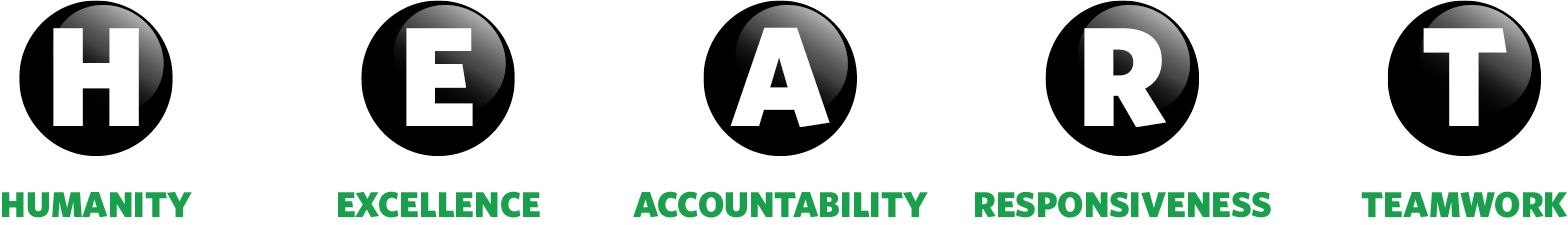 H E A R T
HUMANITY EXCELLENCE ACCOUNTABILITY RESPONSIVENESS TEAMWORK